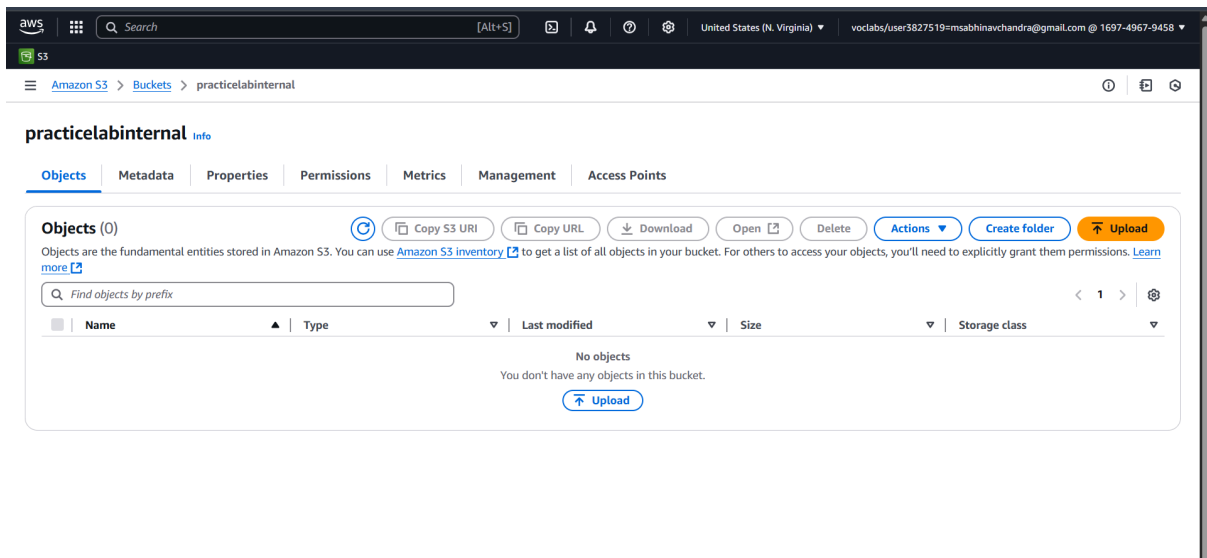 aws
Search [Alt+S] United States (N. Virginia) ▼ voclabs/user3827519=msabhinavchandra@gmail.com @ 1697-4967-9458 ▼
S3
Amazon S3 > Buckets > practicelabinternal
practicelabinternal Info
Objects Metadata Properties Permissions Metrics Management Access Points
Objects (0) Copy S3 URI Copy URL Download Open Delete Actions ▼ Create folder Upload
Objects are the fundamental entities stored in Amazon S3. You can use Amazon S3 inventory to get a list of all objects in your bucket. For others to access your objects, you'll need to explicitly grant them permissions. Learn
more
Find objects by prefix < 1 >
Name Type Last modified Size Storage class
No objects
You don't have any objects in this bucket.
Upload